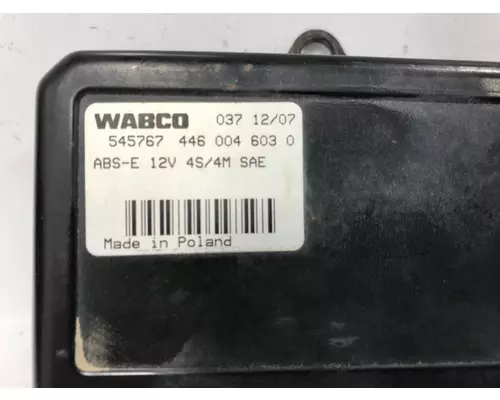 WABCO 037 12/07
545767 446 004 603 0
ABS-E 12V 4S/4M SAE
Made in Poland